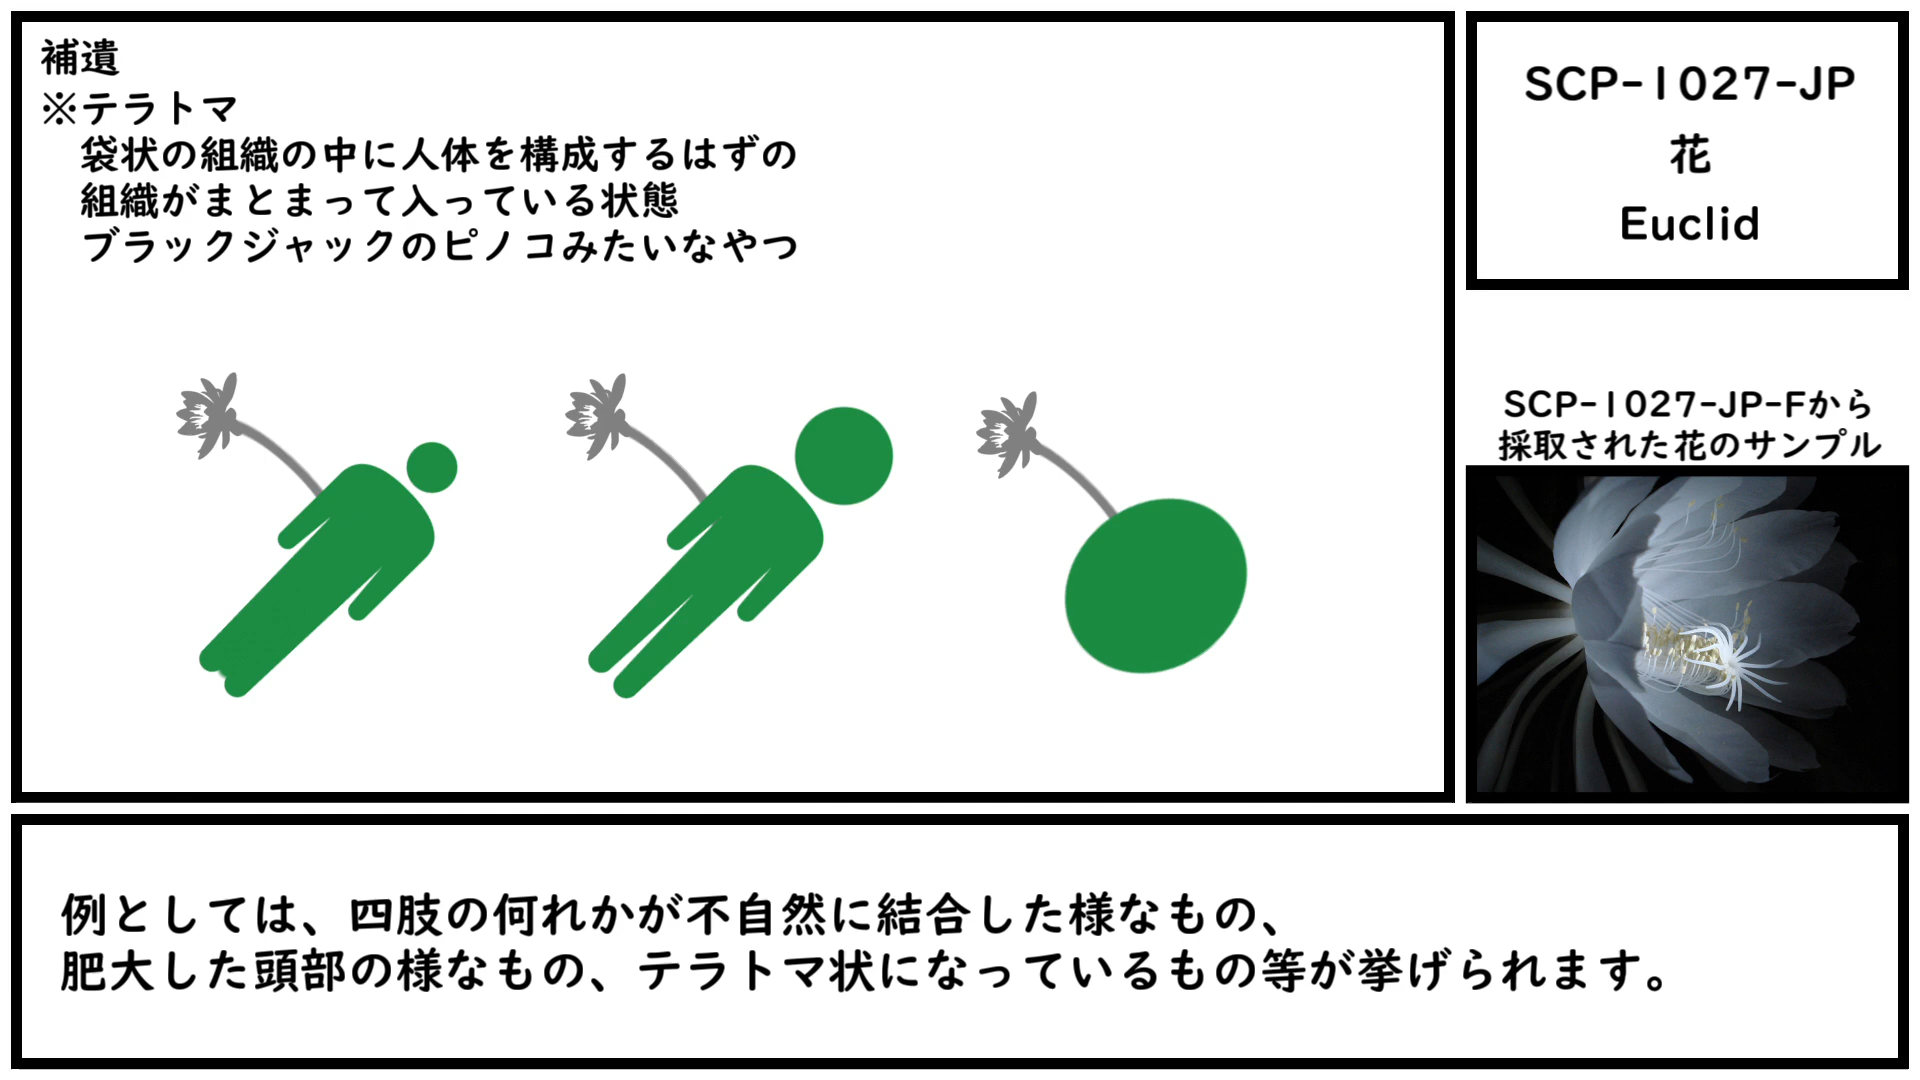 補遺
※テラトマ
袋状の組織の中に人体を構成するはずの
組織がまとまって入っている状態
ブラックジャックのピノコみたいなやつ
SCP-1027-JP
花
Euclid
SCP-1027-JP-Fから
採取された花のサンプル
例としては、四肢の何れかが不自然に結合した様なもの、
肥大した頭部の様なもの、テラトマ状になっているもの等が挙げられます。